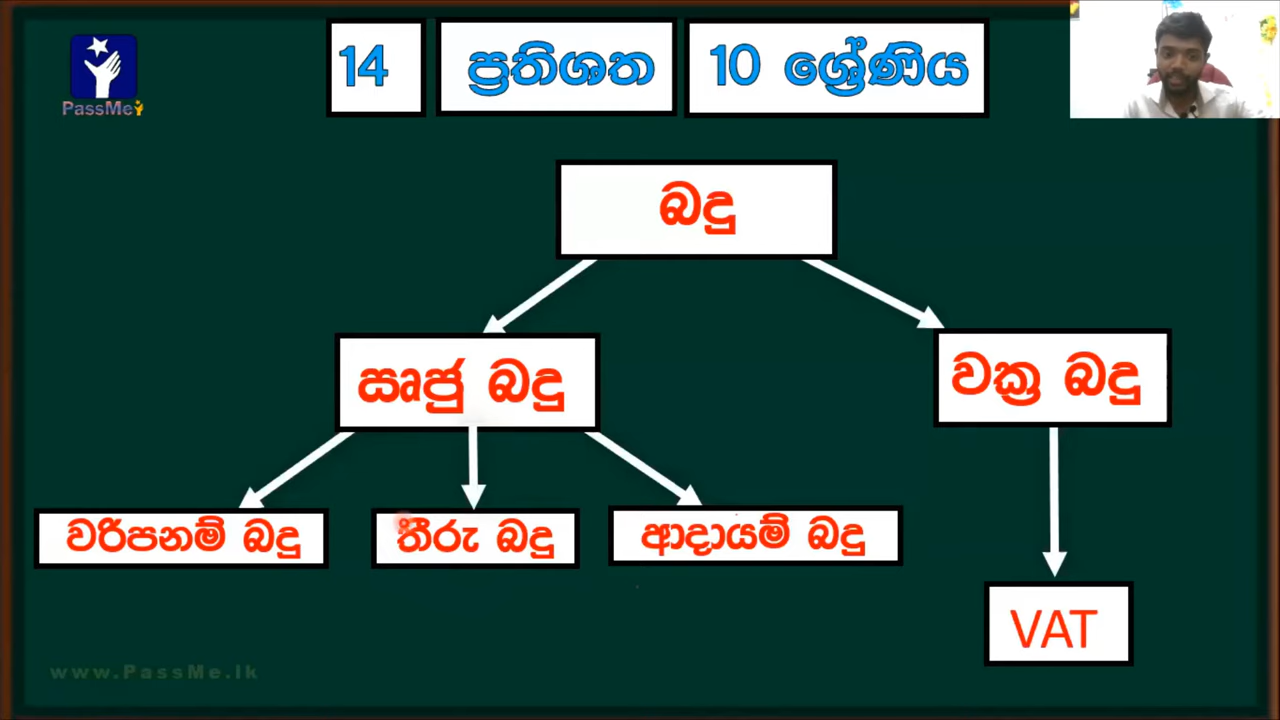 14 ප්‍රතිශත 10 ශ්‍රේණිය
PassMe
බදු
ඍජු බදු
වක්‍ර බදු
වරිපනම් බදු
තීරු බදු
ආදායම් බදු
VAT
www.PassMe.lk